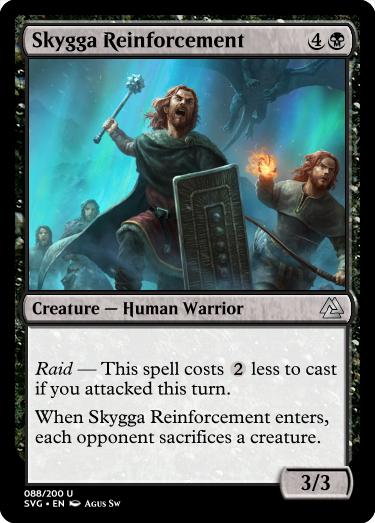 Skygga Reinforcement 4
Creature — Human Warrior
Raid — This spell costs 2 less to cast
if you attacked this turn.
When Skygga Reinforcement enters,
each opponent sacrifices a creature.
3/3
088/200 U
SVG • EN Agus Sw